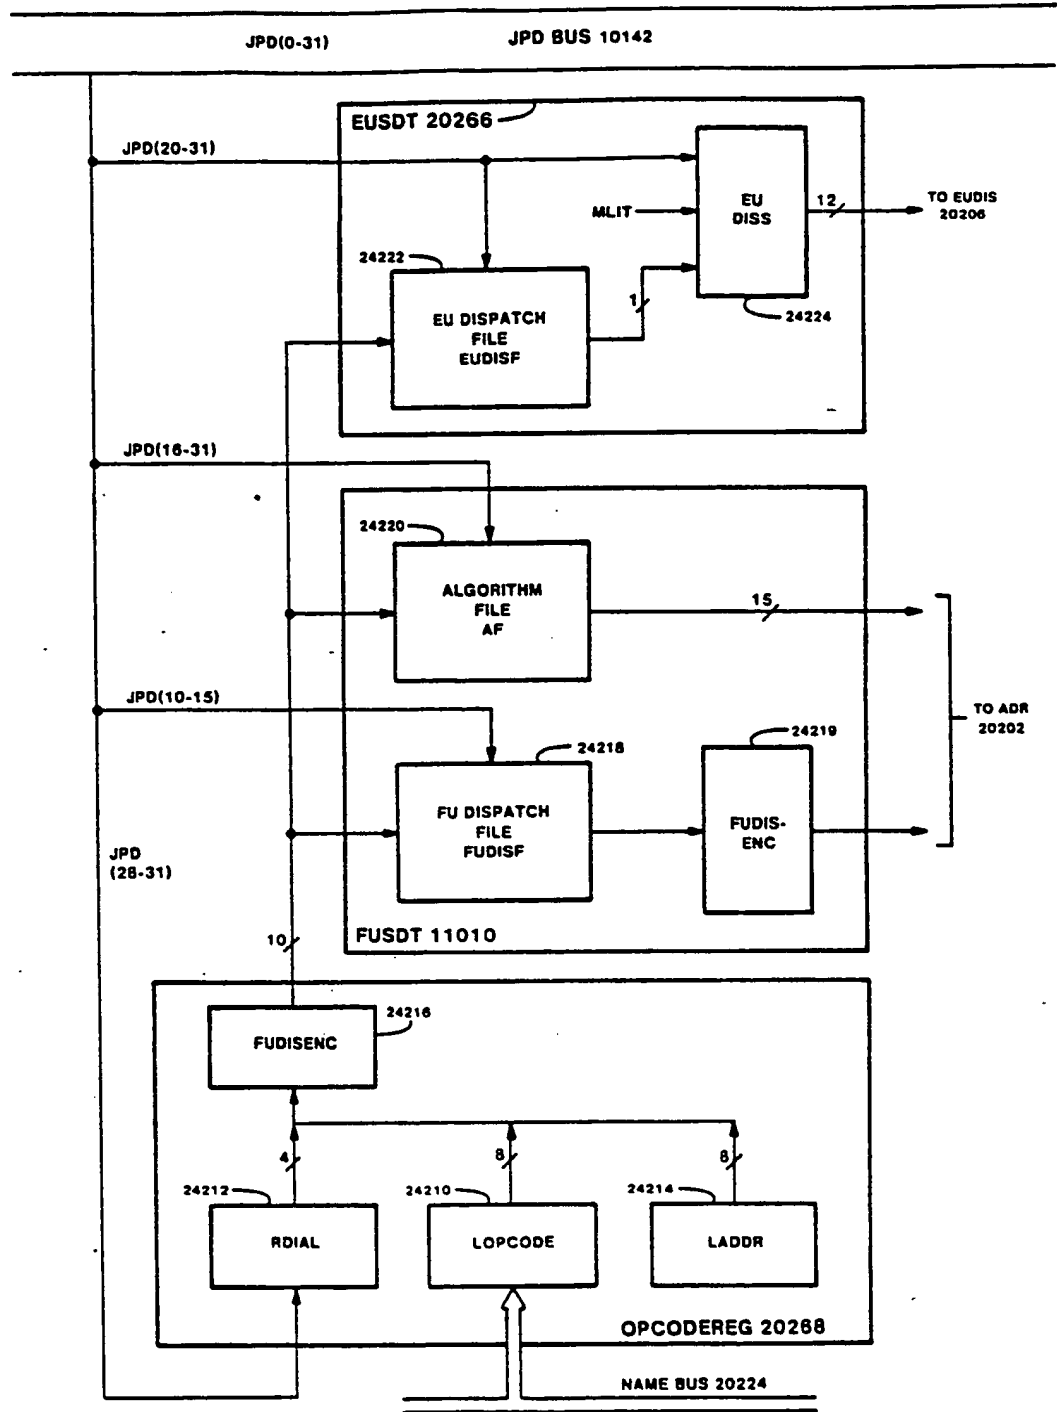 JPD(0-31)
JPD BUS 10142
EUSDT 20266
JPD(20-31)
EU
DISS
MLIT
12
TO EUDIS
20206
24222
EU DISPATCH
FILE
EUDISF
1
24224
JPD(16-31)
24220
ALGORITHM
FILE
AF
15
JPD(10-15)
TO ADR
20202
24218
24219
FU DISPATCH
FILE
FUDISF
FUDIS-
ENC
JPD
(28-31)
FUSDT 11010
10
24216
FUDISENC
4
8
8
24212
24210
24214
RDIAL
LOPCODE
LADDR
OPCODEREG 20268
NAME BUS 20224